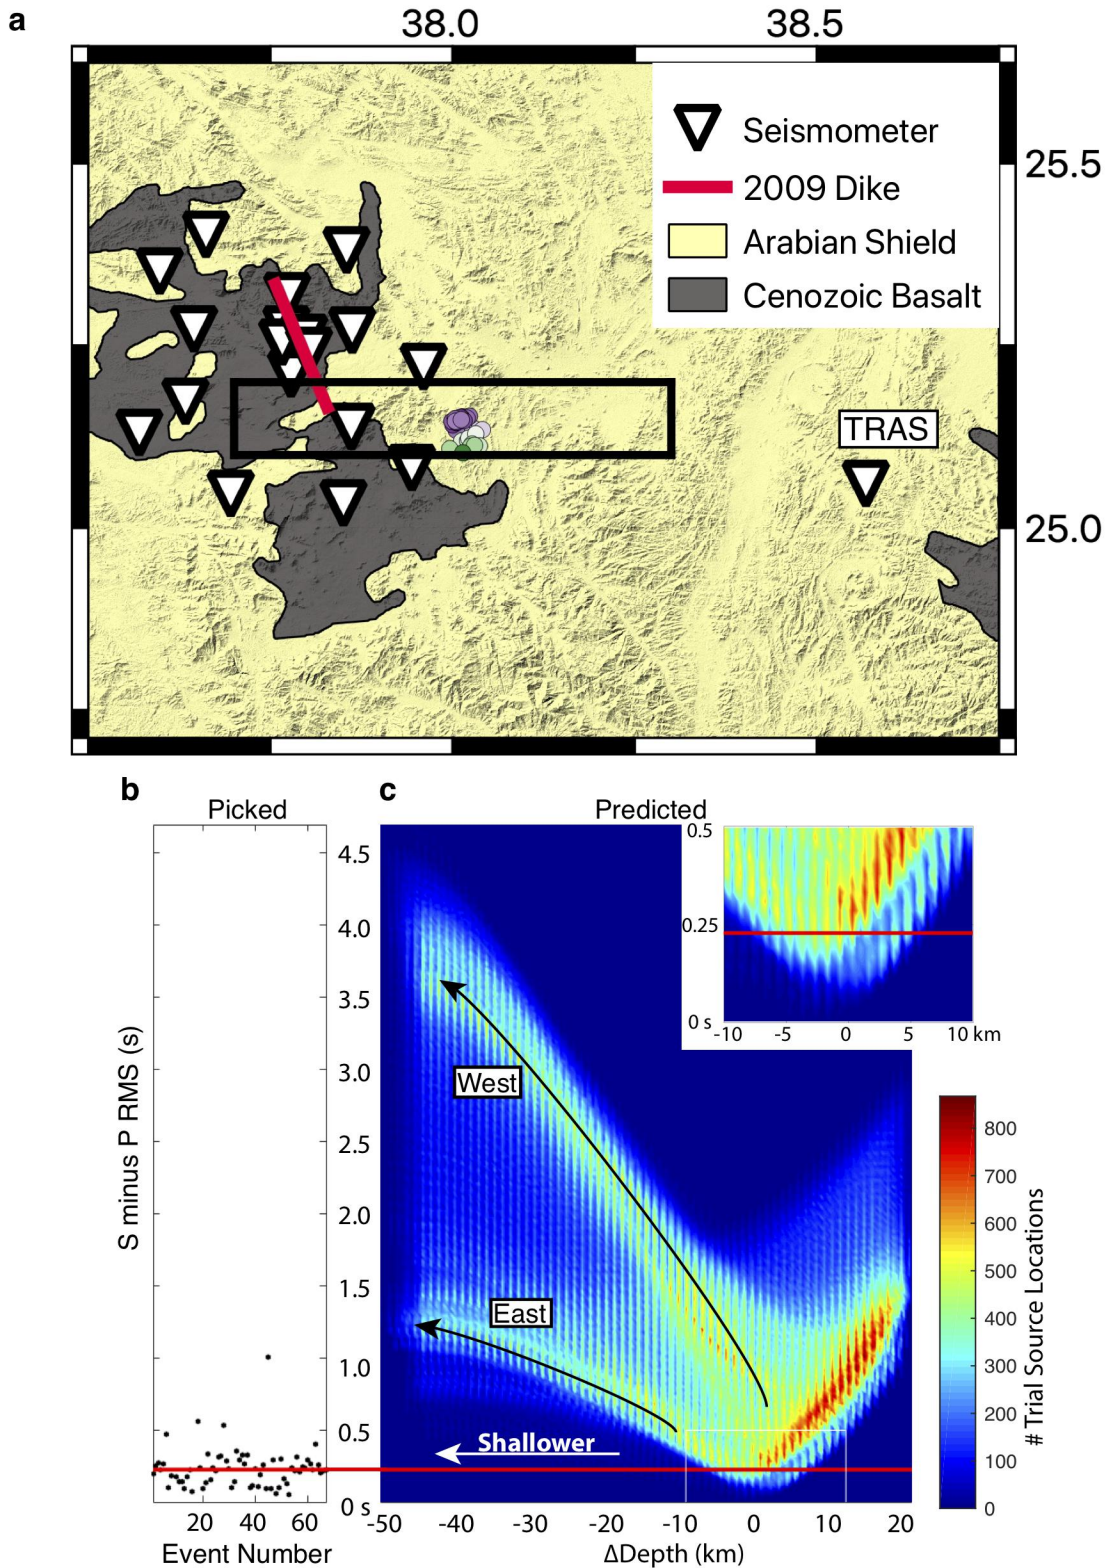 a
38.0 38.5
Seismometer
2009 Dike
Arabian Shield
Cenozoic Basalt
25.5
TRAS
25.0
b
Picked
c
Predicted
S minus P RMS (s)
4.5
4.0
3.5
3.0
2.5
2.0
1.5
1.0
0.5
0 s
20 40 60
Event Number
0.5
0.25
0 s
-10 -5 0 5 10 km
West
East
Shallower
-50 -40 -30 -20 -10 0 10 20
ΔDepth (km)
800
700
600
500
400
300
200
100
0
# Trial Source Locations